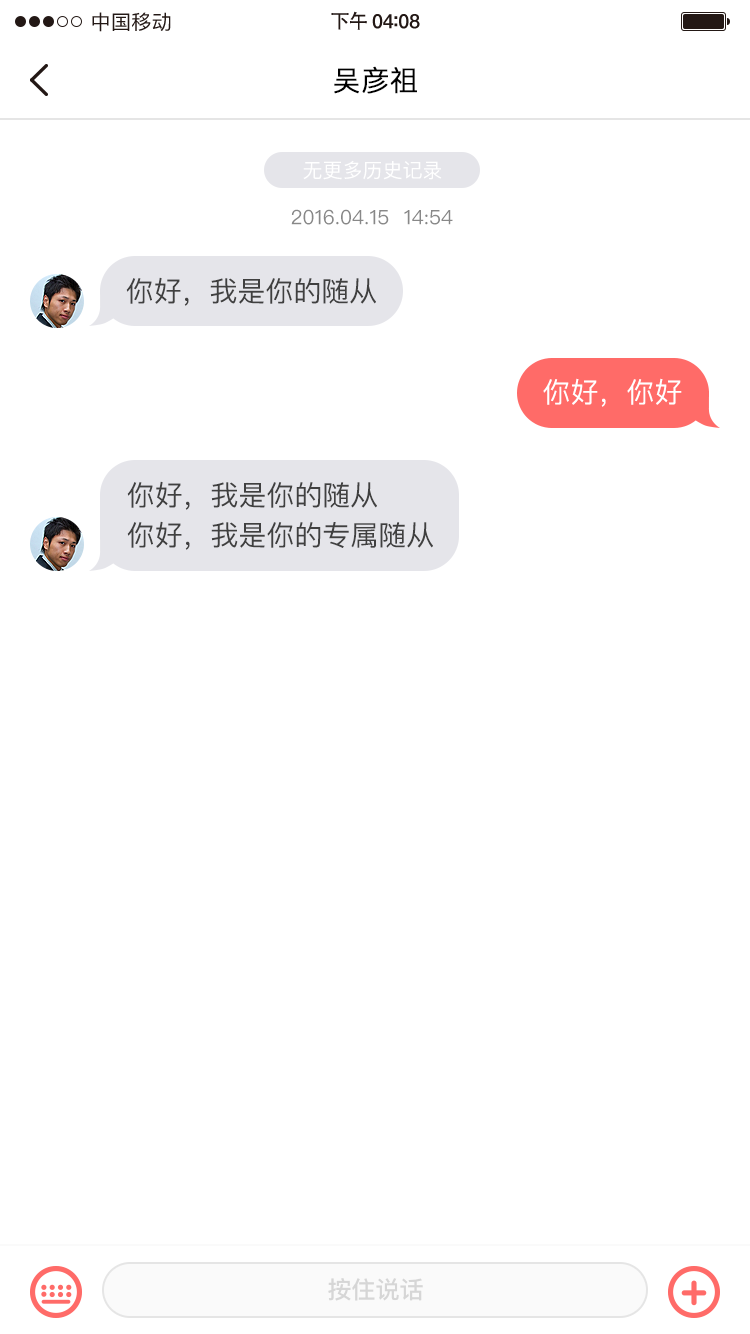 中国移动
下午 04:08
吴彦祖
无更多历史记录
2016.04.15 14:54
你好，我是你的随从
你好，你好
你好，我是你的随从
你好，我是你的专属随从
按住说话